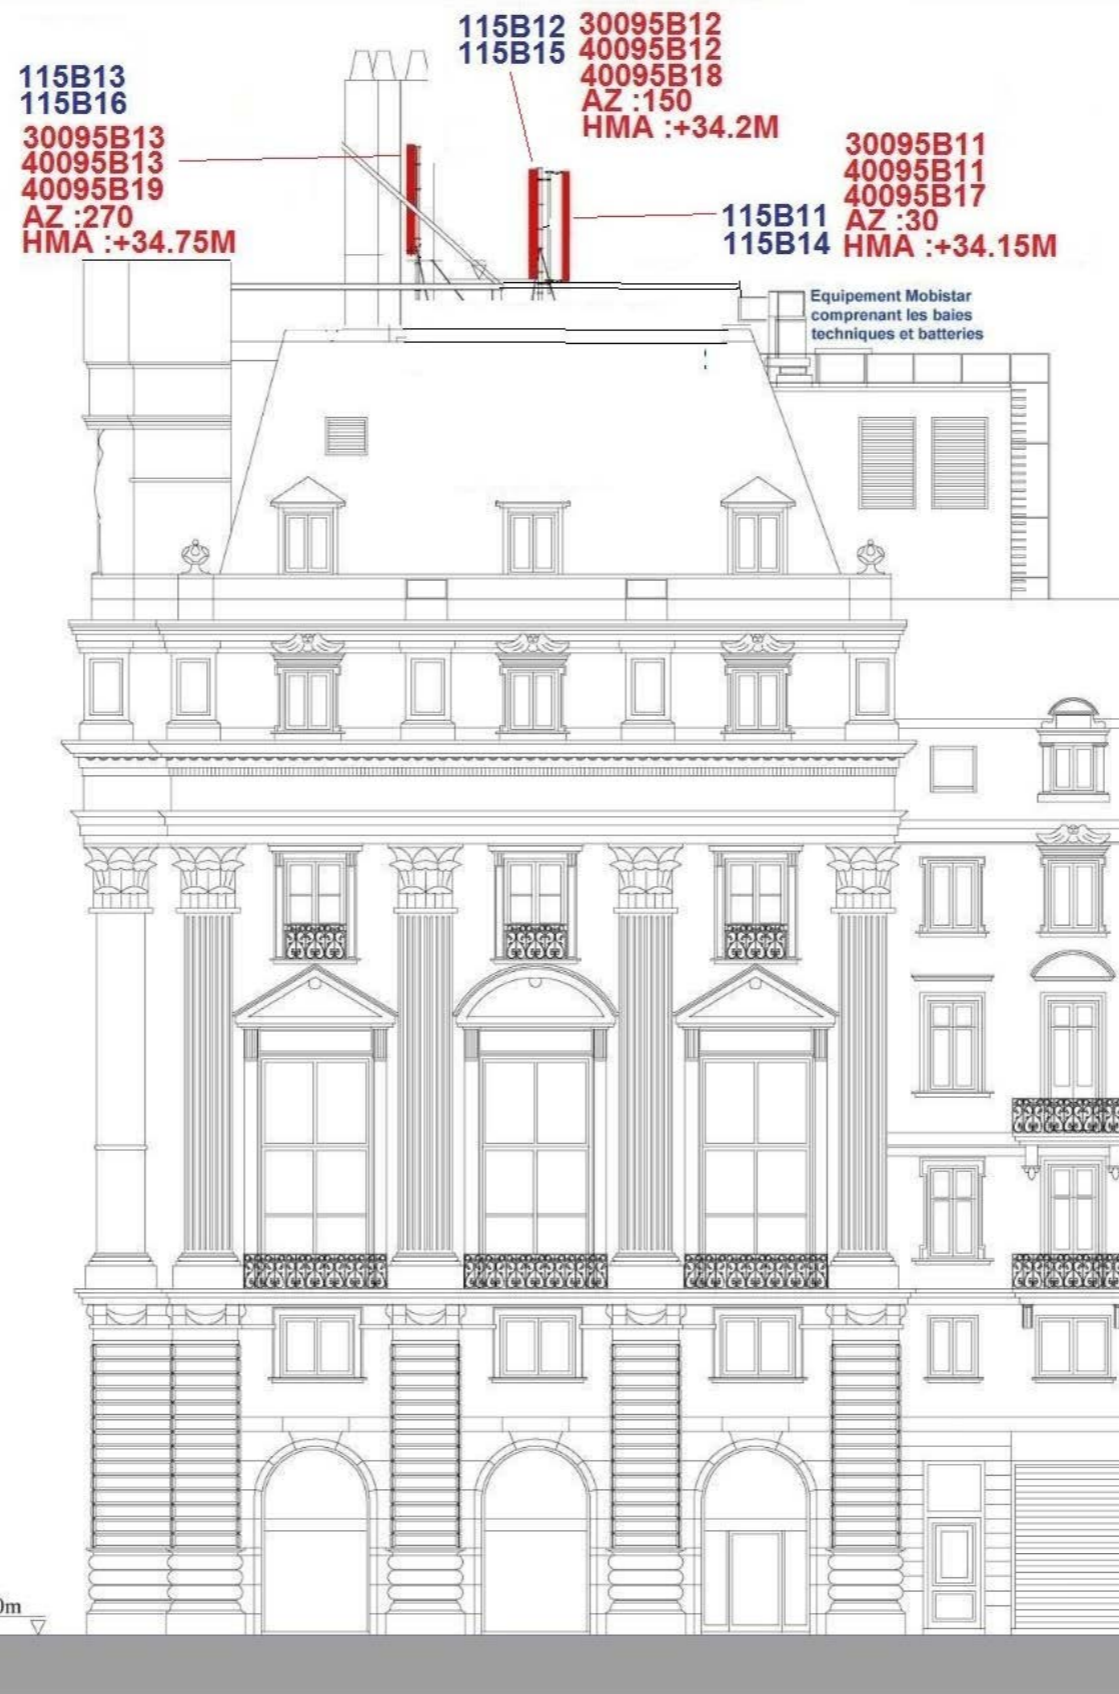 115B13
115B16
30095B13
40095B13
40095B19
AZ :270
HMA :+34.75M
115B12
115B15
30095B12
40095B12
40095B18
AZ :150
HMA :+34.2M
30095B11
40095B11
40095B17
AZ :30
HMA :+34.15M
115B11
115B14
Equipement Mobistar
comprenant les baies
techniques et batteries
0m